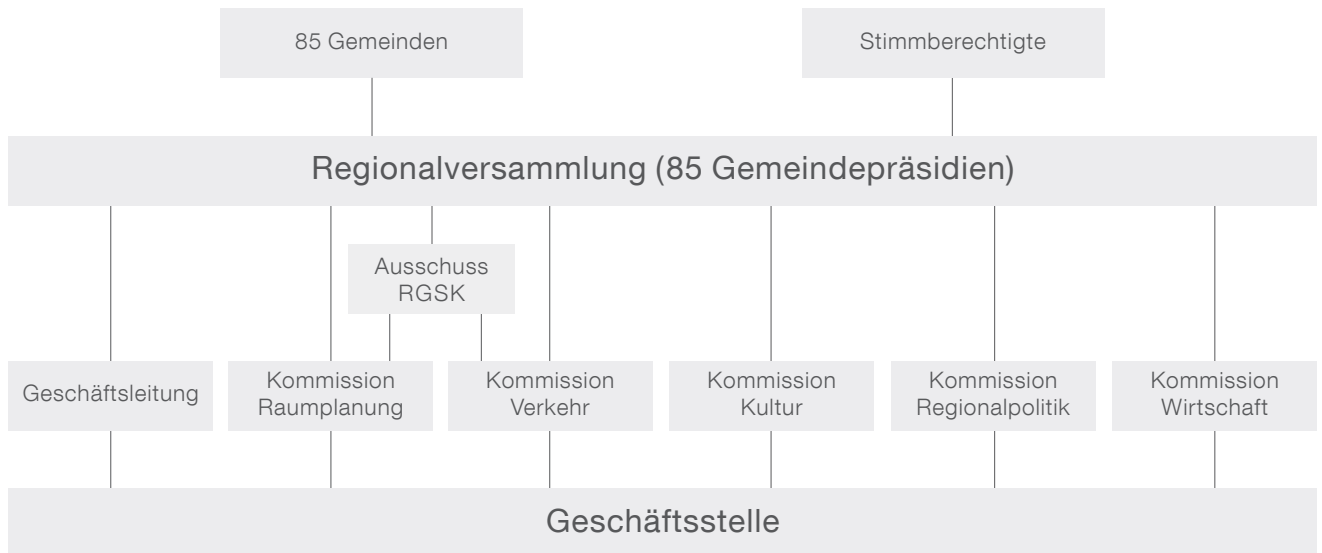 85 Gemeinden
Stimmberechtigte
Regionalversammlung (85 Gemeindepräsidien)
Ausschuss
RGSK
Geschäftsleitung
Kommission
Raumplanung
Kommission
Verkehr
Kommission
Kultur
Kommission
Regionalpolitik
Kommission
Wirtschaft
Geschäftsstelle